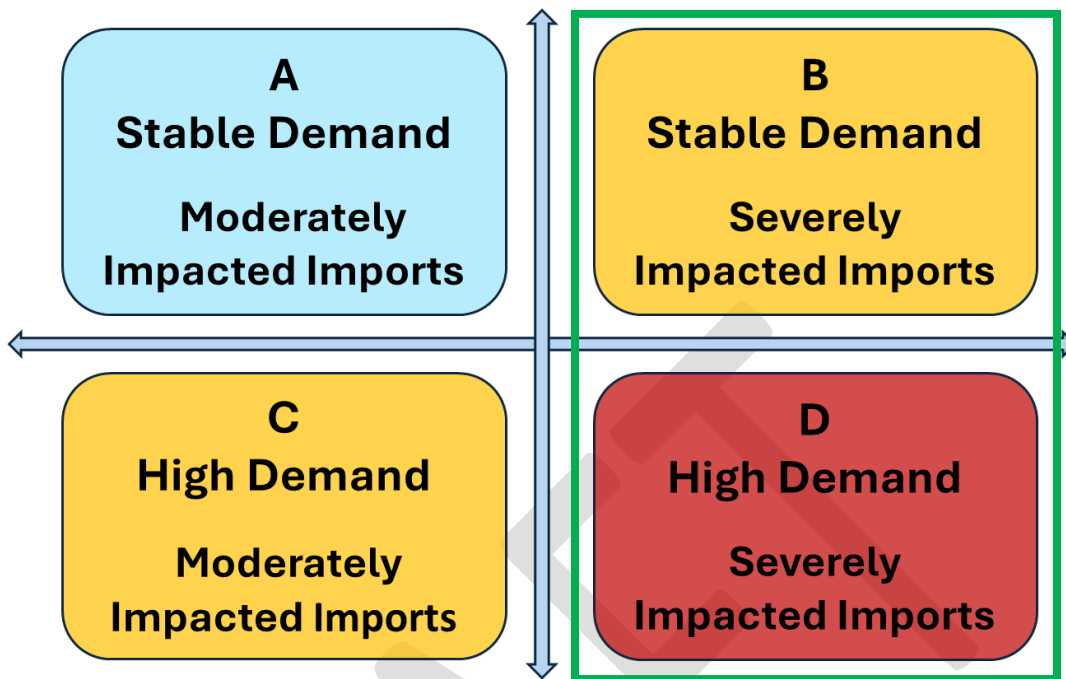 A
Stable Demand
Moderately
Impacted Imports
B
Stable Demand
Severely
Impacted Imports
C
High Demand
Moderately
Impacted Imports
D
High Demand
Severely
Impacted Imports